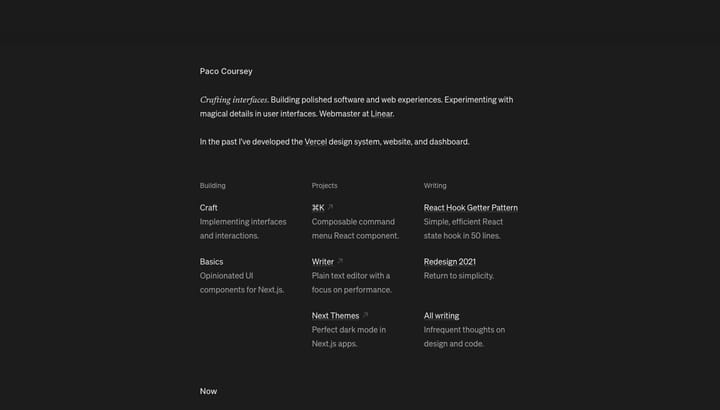 Paco Coursey
Crafting interfaces. Building polished software and web experiences. Experimenting with
magical details in user interfaces. Webmaster at Linear.
In the past I've developed the Vercel design system, website, and dashboard.
Building
Craft
Implementing interfaces
and interactions.
Basics
Opinionated UI
components for Next.js.
Projects
⌘K ↗
Composable command
menu React component.
Writer ↗
Plain text editor with a
focus on performance.
Next Themes ↗
Perfect dark mode in
Next.js apps.
Writing
React Hook Getter Pattern
Simple, efficient React
state hook in 50 lines.
Redesign 2021
Return to simplicity.
All writing
Infrequent thoughts on
design and code.
Now